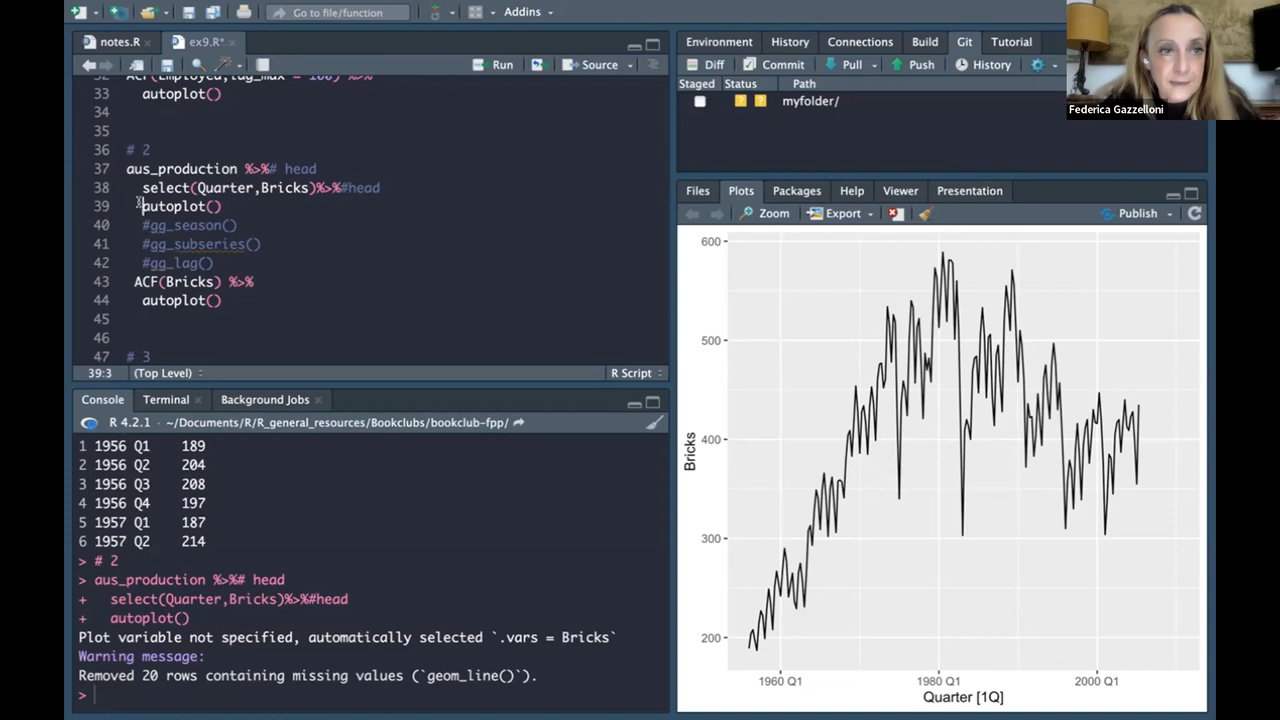 Go to file/function
Addins
notes.R
ex9.R*
Run
Source
32 ACF(Employed,lag_max = 100) %>%
33 autoplot()
34
35
36 # 2
37 aus_production %>%# head
38 select(Quarter,Bricks)%>%#head
39 autoplot()
40 #gg_season()
41 #gg_subseries()
42 #gg_lag()
43 ACF(Bricks) %>%
44 autoplot()
45
46
47 # 3
39:3 (Top Level) R Script
Console Terminal Background Jobs
R 4.2.1 · ~/Documents/R/R_general_resources/Bookclubs/bookclub-fpp/
1 1956 Q1 189
2 1956 Q2 204
3 1956 Q3 208
4 1956 Q4 197
5 1957 Q1 187
6 1957 Q2 214
> # 2
> aus_production %>%# head
+ select(Quarter,Bricks)%>%#head
+ autoplot()
Plot variable not specified, automatically selected `.vars = Bricks`
Warning message:
Removed 20 rows containing missing values (`geom_line()`).
>
Environment History Connections Build Git Tutorial
Diff Commit Pull Push History
Staged Status Path
? ? myfolder/
Federica Gazzelloni
Files Plots Packages Help Viewer Presentation
Zoom Export Publish
600
500
400
300
200
Bricks
1960 Q1 1980 Q1 2000 Q1
Quarter [1Q]